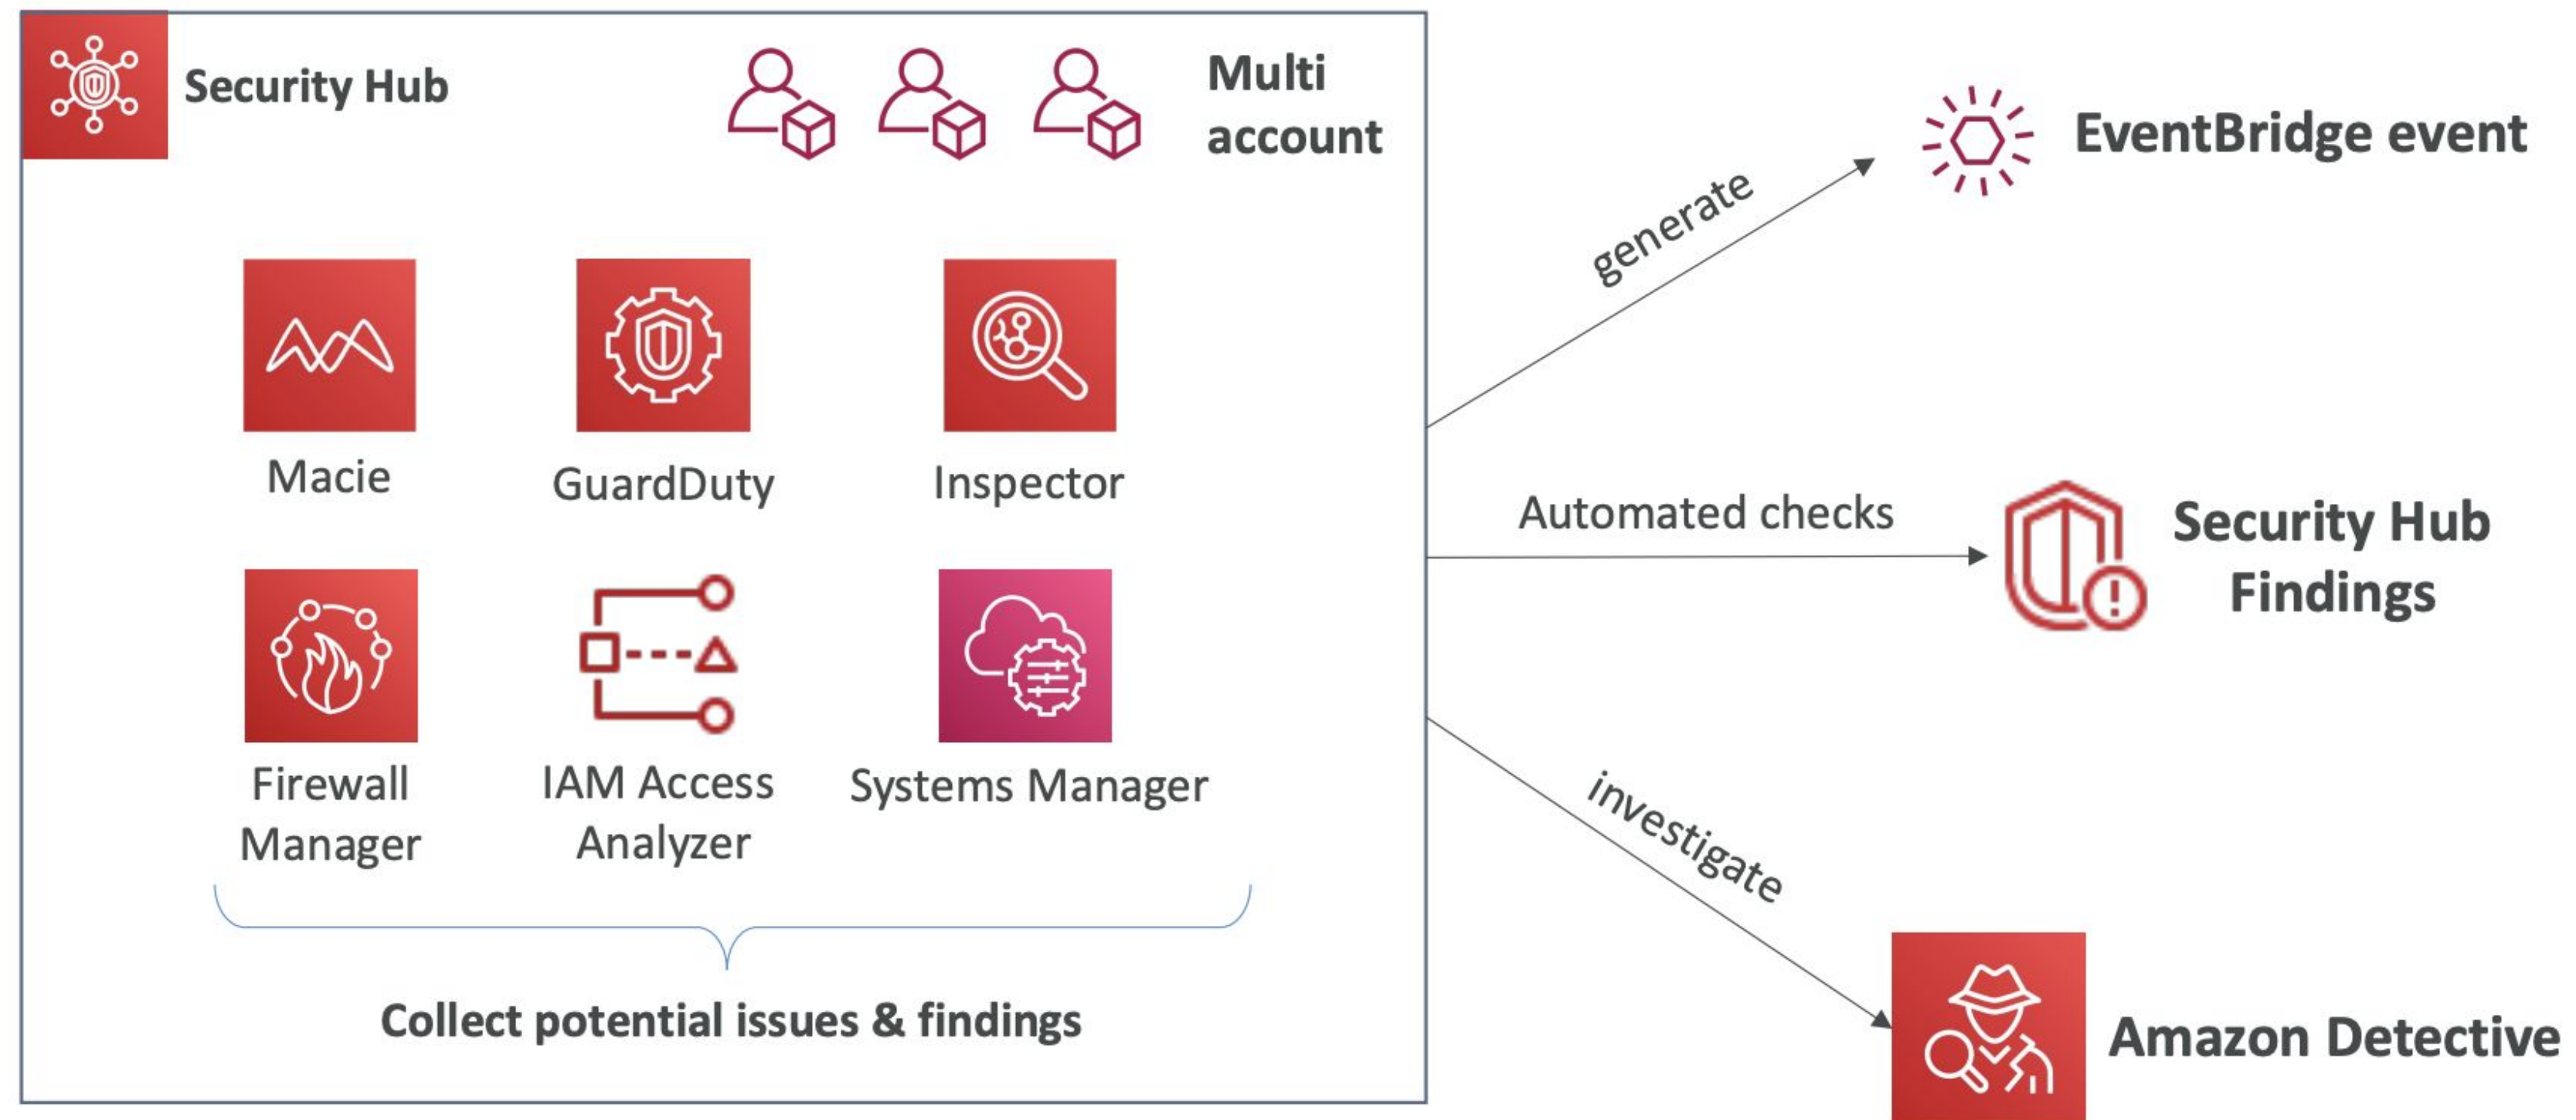 Security Hub
Multi
account
Macie
GuardDuty
Inspector
Firewall
Manager
IAM Access
Analyzer
Systems Manager
Collect potential issues & findings
generate
EventBridge event
Automated checks
Security Hub
Findings
investigate
Amazon Detective